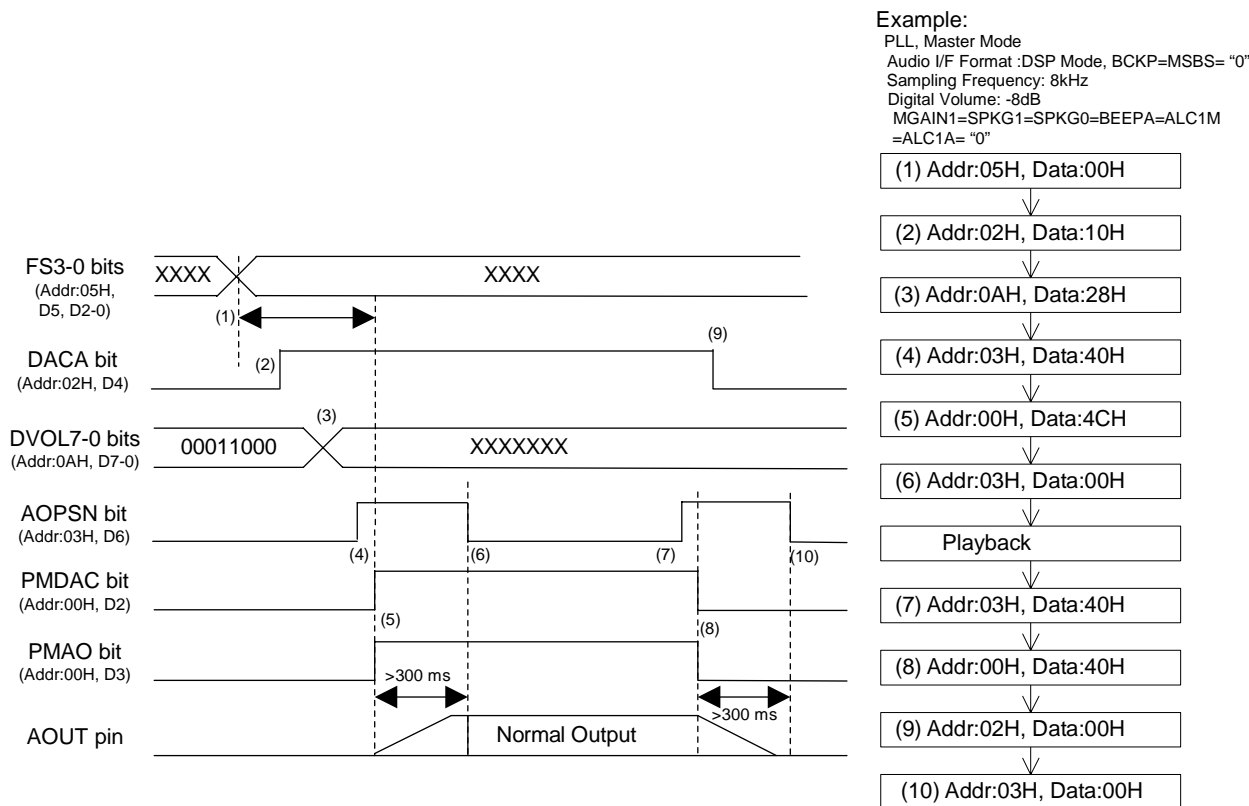 Example:
PLL, Master Mode
Audio I/F Format :DSP Mode, BCKP=MSBS= “0”
Sampling Frequency: 8kHz
Digital Volume: -8dB
MGAIN1=SPKG1=SPKG0=BEEPA=ALC1M
=ALC1A= “0”
(1) Addr:05H, Data:00H
(2) Addr:02H, Data:10H
(3) Addr:0AH, Data:28H
(4) Addr:03H, Data:40H
(5) Addr:00H, Data:4CH
(6) Addr:03H, Data:00H
Playback
(7) Addr:03H, Data:40H
(8) Addr:00H, Data:40H
(9) Addr:02H, Data:00H
(10) Addr:03H, Data:00H
FS3-0 bits
(Addr:05H,
D5, D2-0)
XXXX
XXXX
(1)
DACA bit
(Addr:02H, D4)
(2)
(9)
DVOL7-0 bits
(Addr:0AH, D7-0)
00011000
(3)
XXXXXXX
AOPSN bit
(Addr:03H, D6)
(4)
(6)
(7)
(10)
PMDAC bit
(Addr:00H, D2)
(5)
(8)
PMAO bit
(Addr:00H, D3)
>300 ms
>300 ms
AOUT pin
Normal Output